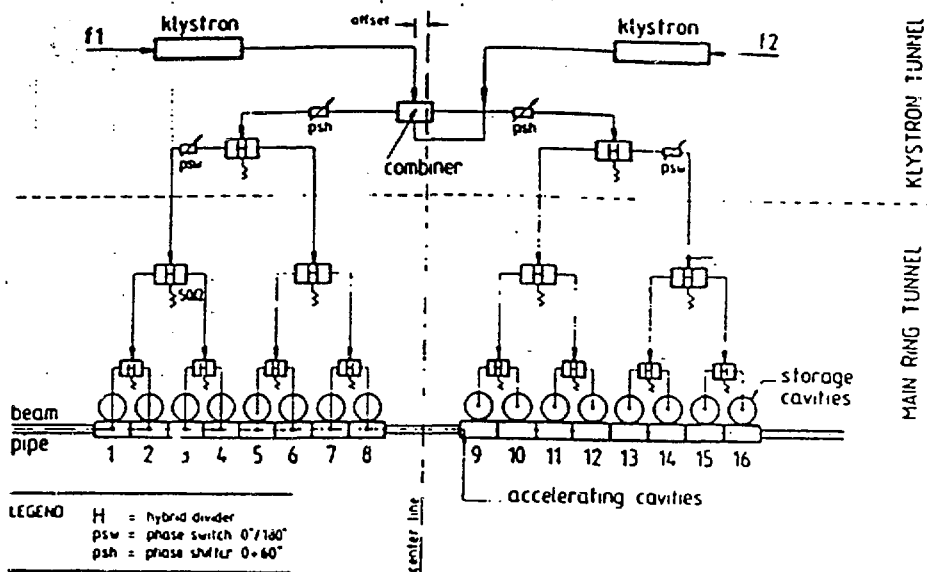 offset
klystron
klystron
f1
f2
psh
psh
combiner
H
psw
H
psw
KLYSTRON TUNNEL
H
50Ω
H
H
H
MAIN RING TUNNEL
H
H
H
H
H
H
H
H
storage
cavities
beam
pipe
1 2 3 4 5 6 7 8
9 10 11 12 13 14 15 16
accelerating cavities
center line
LEGEND
H = hybrid divider
psw = phase switch 0°/180°
psh = phase shifter 0+60°